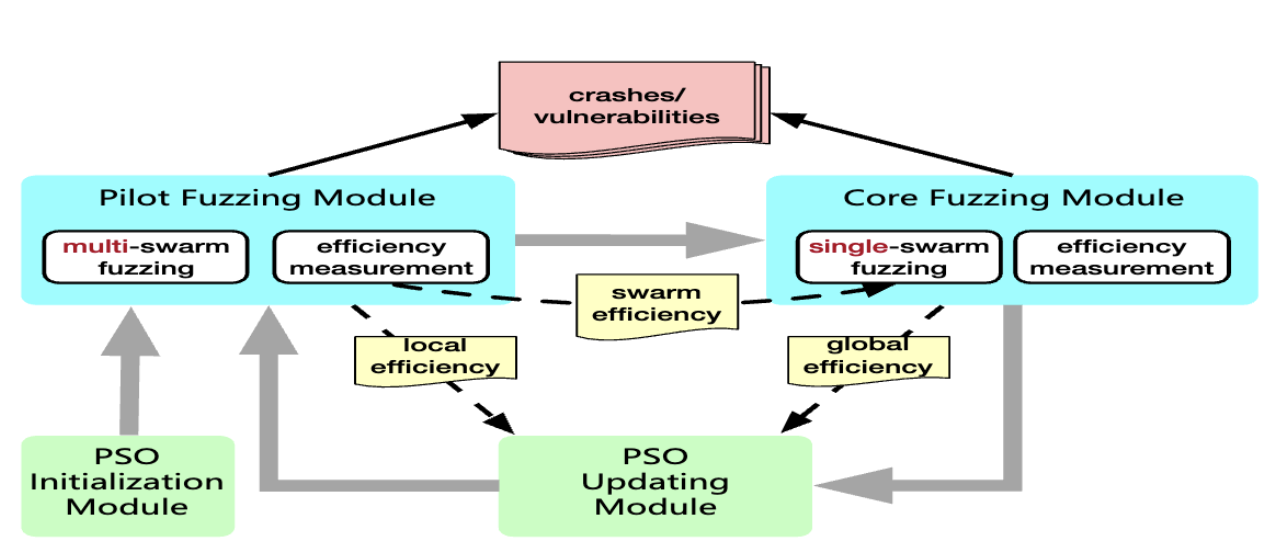 crashes/
vulnerabilities
Pilot Fuzzing Module
multi-swarm
fuzzing
efficiency
measurement
Core Fuzzing Module
single-swarm
fuzzing
efficiency
measurement
swarm
efficiency
local
efficiency
global
efficiency
PSO
Initialization
Module
PSO
Updating
Module